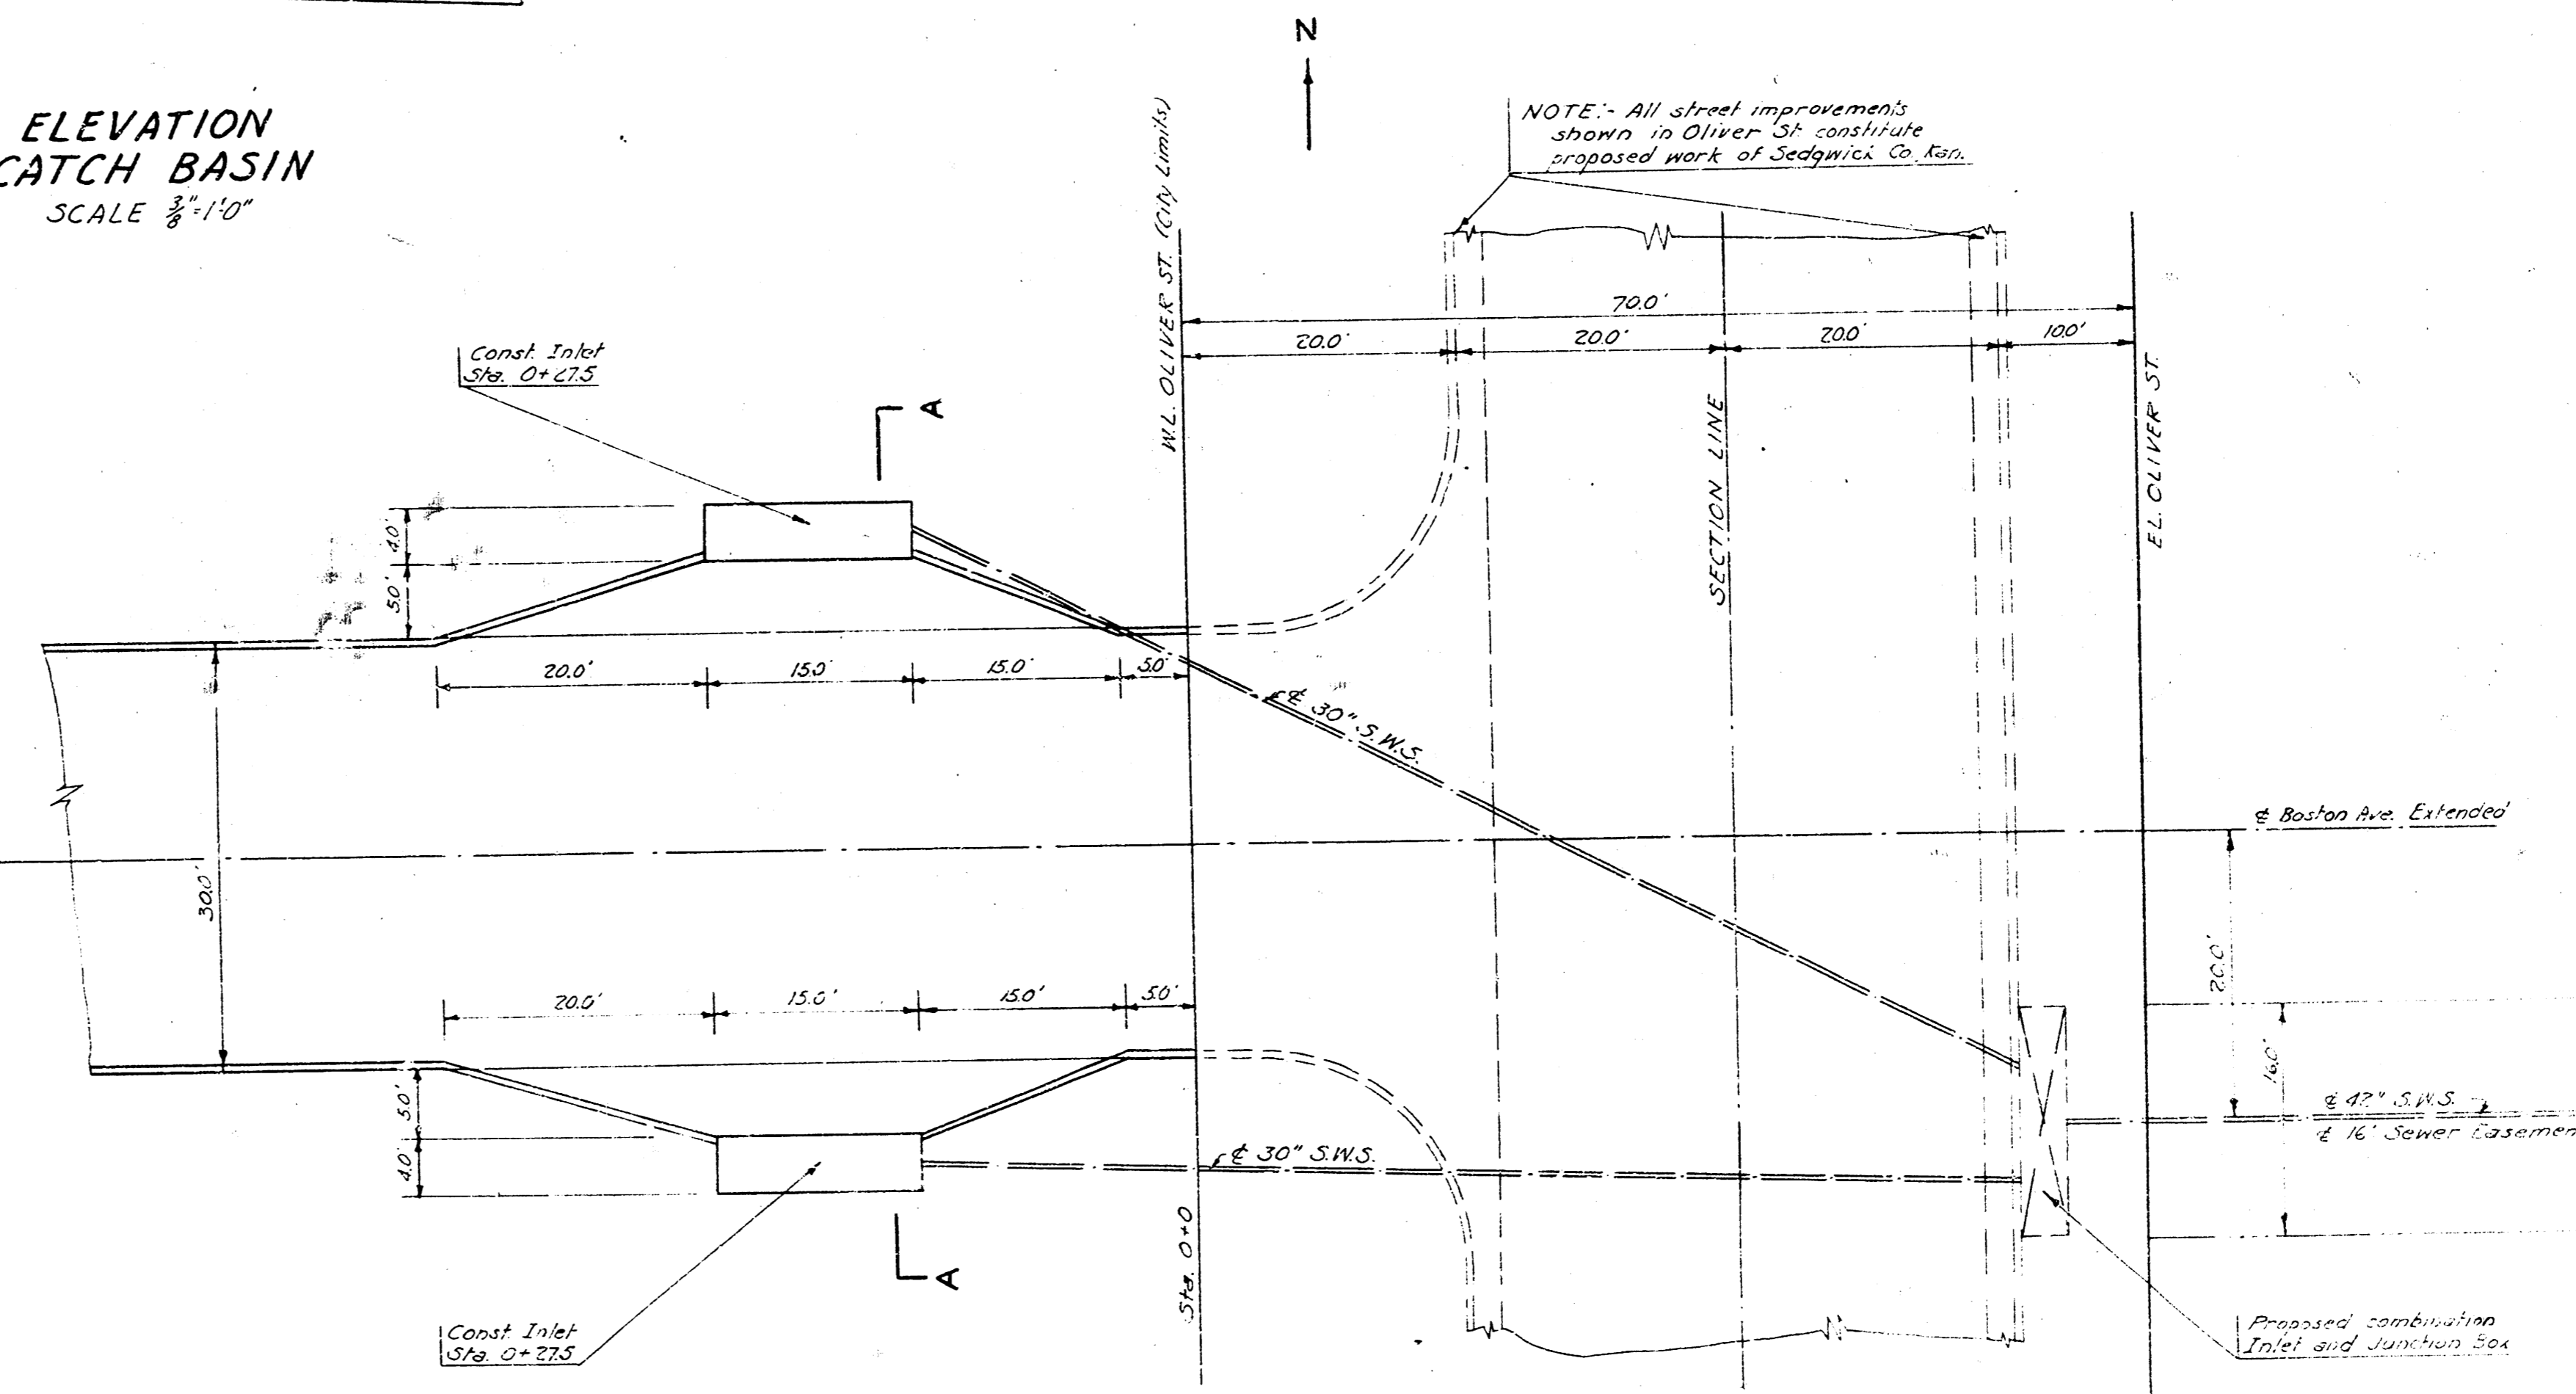 ELEVATION
CATCH BASIN
SCALE 3/8"=1'-0"
N
NOTE:- All street improvements
shown in Oliver St. constitute
proposed work of Sedgwick Co. Kan.
W.L. OLIVER ST. (City Limits)
70.0'
20.0'
20.0'
20.0'
10.0'
Const. Inlet
Sta. 0+27.5
A
SECTION LINE
E.L. OLIVER ST.
4.0'
5.0'
20.0'
15.0'
15.0'
5.0'
℄ 30" S.W.S.
℄ Boston Ave. Extended
30.0'
20.0'
20.0'
15.0'
15.0'
5.0'
16.0'
5.0'
4.0'
℄ 42" S.W.S.
℄ 16' Sewer Easemen
℄ 30" S.W.S.
Sta. 0+0
A
Const. Inlet
Sta. 0+27.5
Proposed combination
Inlet and Junction Box